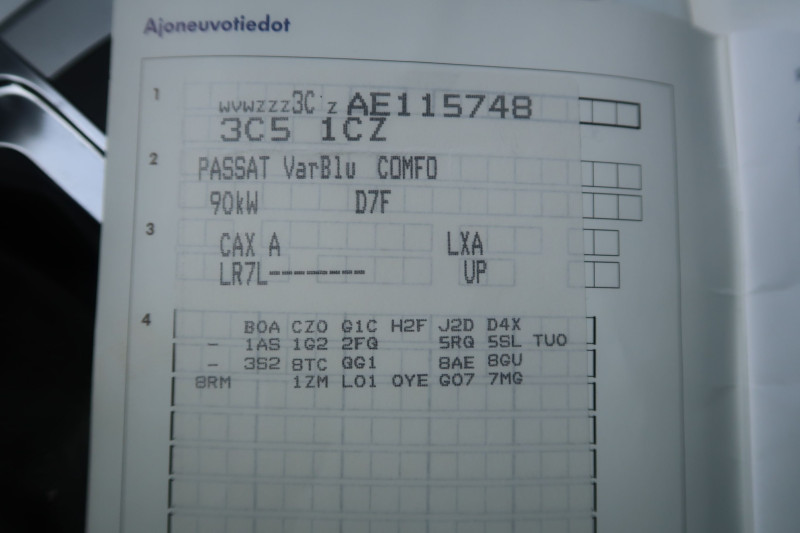 Ajoneuvotiedot
1 WVWZZZ3C Z AE115748
3C5 1CZ
2 PASSAT VarBlu COMFO
90kW D7F
3 CAX A LXA
LR7L-------- UP
4 B0A CZ0 G1C H2F J2D D4X
- 1AS 1G2 2FQ 5RQ 5SL TU0
- 3S2 8TC QG1 8AE 8GU
8RM 1ZM L01 0YE G07 7MG